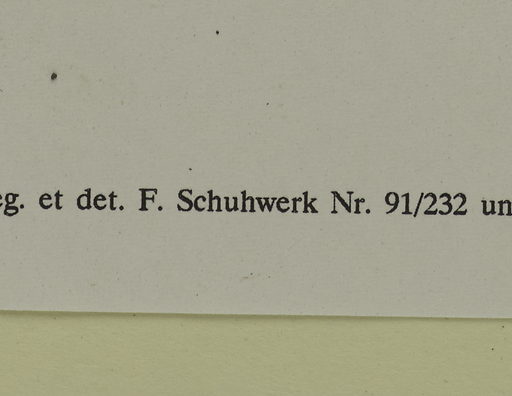 eg. et det. F. Schuhwerk Nr. 91/232 un